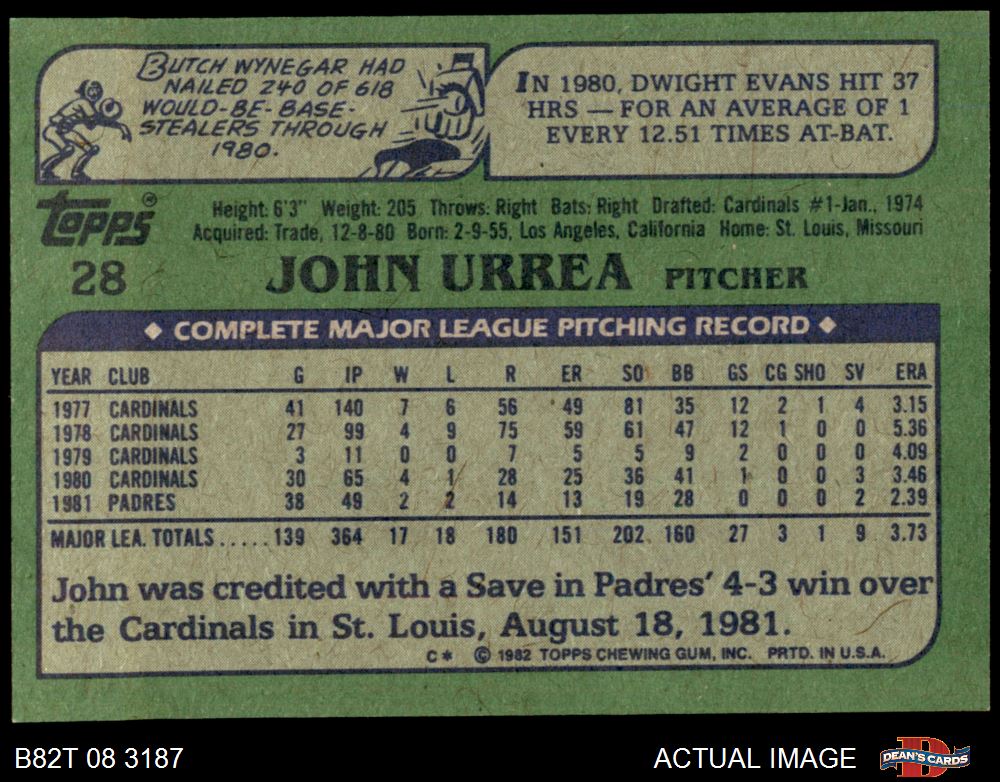 BUTCH WYNEGAR HAD
NAILED 240 OF 618
WOULD-BE-BASE-
STEALERS THROUGH
1980.
IN 1980, DWIGHT EVANS HIT 37
HRS — FOR AN AVERAGE OF 1
EVERY 12.51 TIMES AT-BAT.
Topps®
Height: 6'3" Weight: 205 Throws: Right Bats: Right Drafted: Cardinals #1-Jan., 1974
Acquired: Trade, 12-8-80 Born: 2-9-55, Los Angeles, California Home: St. Louis, Missouri
28 JOHN URREA PITCHER
◆ COMPLETE MAJOR LEAGUE PITCHING RECORD ◆
YEAR CLUB G IP W L R ER SO BB GS CG SHO SV ERA
1977 CARDINALS 41 140 7 6 56 49 81 35 12 2 1 4 3.15
1978 CARDINALS 27 99 4 9 75 59 61 47 12 1 0 0 5.36
1979 CARDINALS 3 11 0 0 7 5 5 9 2 0 0 0 4.09
1980 CARDINALS 30 65 4 1 28 25 36 41 1 0 0 3 3.46
1981 PADRES 38 49 2 2 14 13 19 28 0 0 0 2 2.39
MAJOR LEA. TOTALS ..... 139 364 17 18 180 151 202 160 27 3 1 9 3.73
John was credited with a Save in Padres' 4-3 win over
the Cardinals in St. Louis, August 18, 1981.
C* © 1982 TOPPS CHEWING GUM, INC. PRTD. IN U.S.A.
B82T 08 3187 ACTUAL IMAGE DEAN'S CARDS